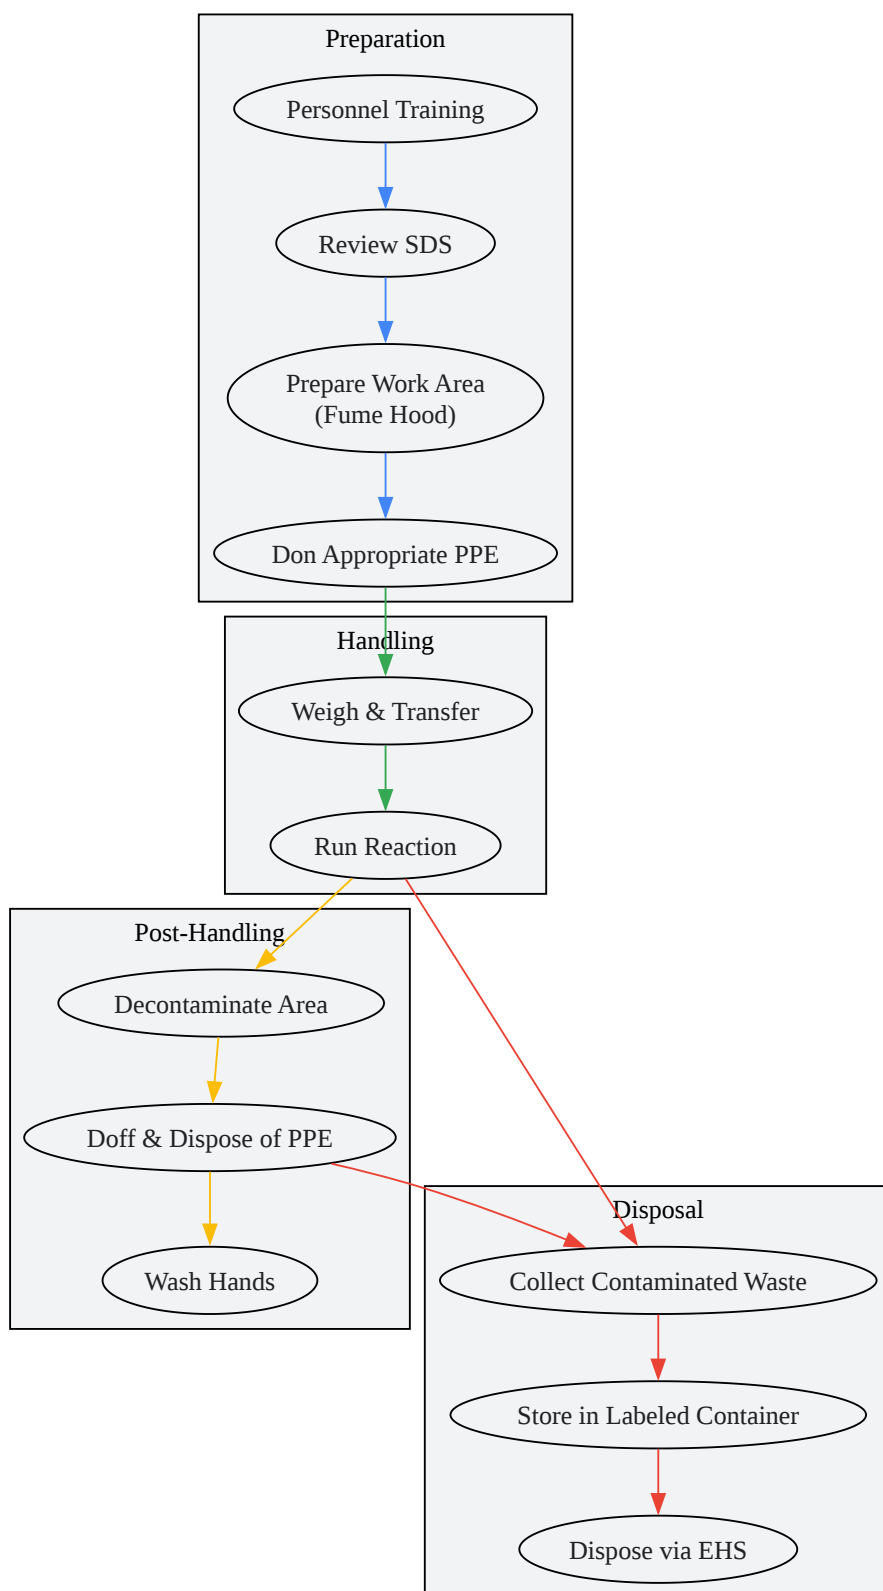 Preparation
Personnel Training
Review SDS
Prepare Work Area
(Fume Hood)
Don Appropriate PPE
Handling
Weigh & Transfer
Run Reaction
Post-Handling
Decontaminate Area
Doff & Dispose of PPE
Wash Hands
Disposal
Collect Contaminated Waste
Store in Labeled Container
Dispose via EHS